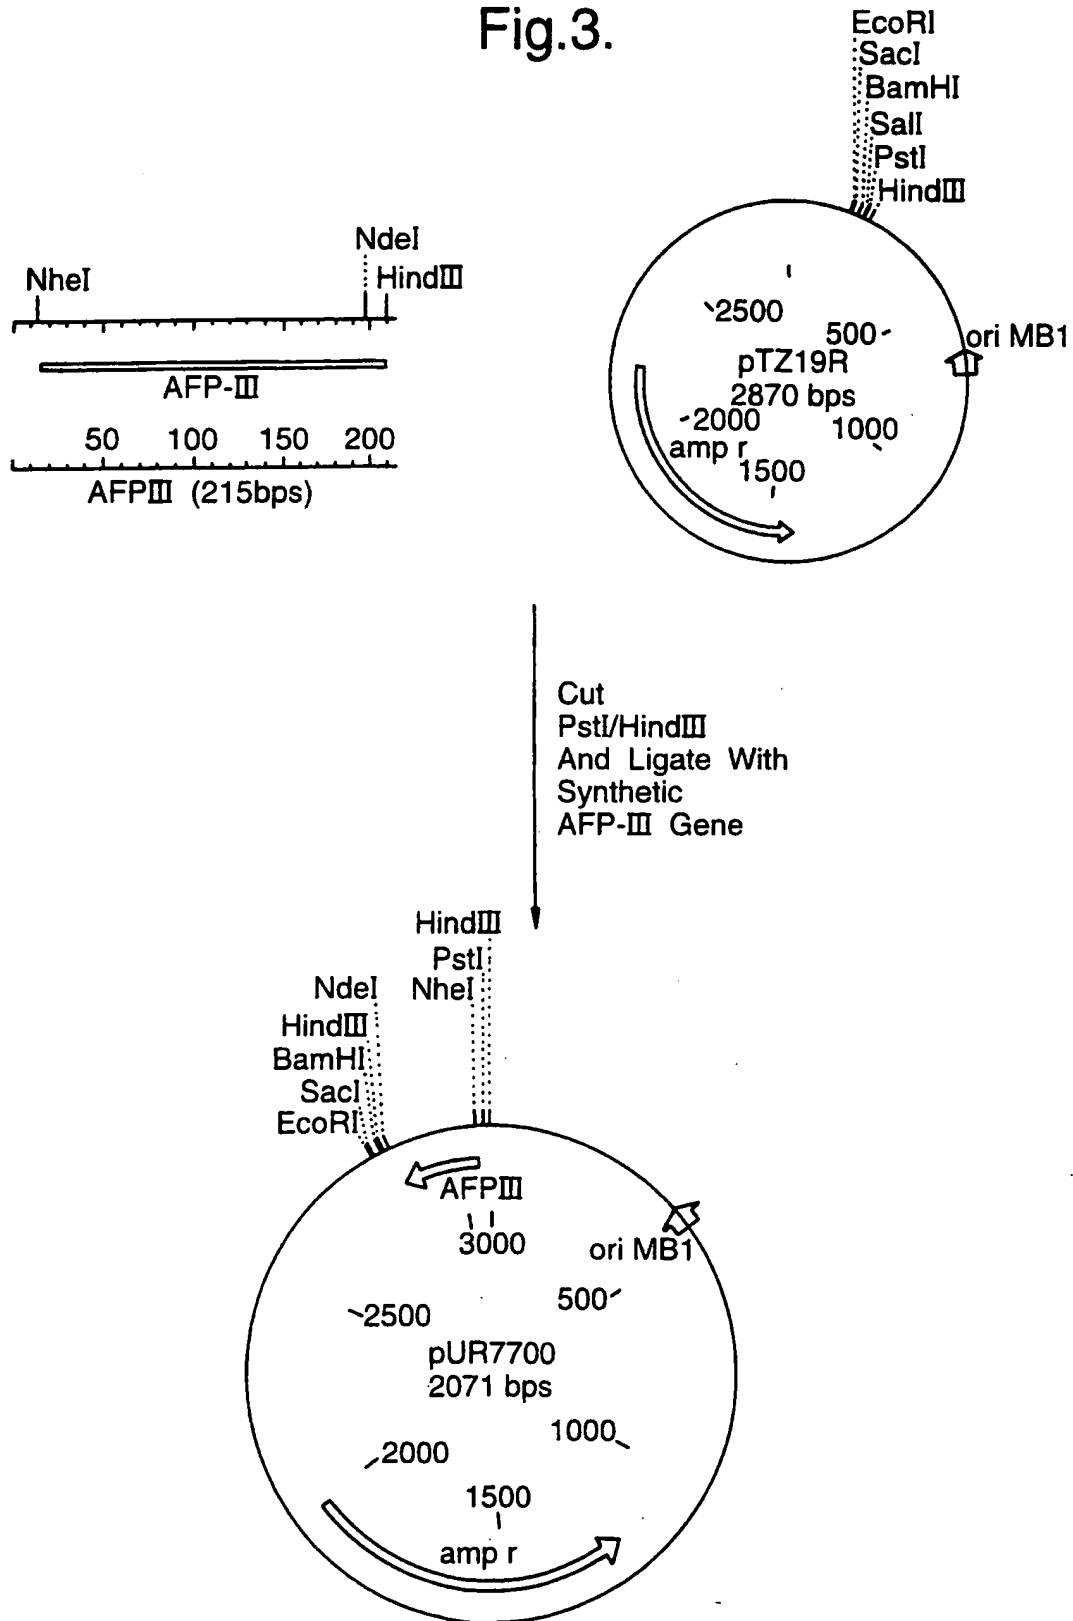 Fig.3.
EcoRI
SacI
BamHI
SalI
PstI
HindIII
NdeI
NheI
HindIII
AFP-III
50 100 150 200
AFPIII (215bps)
2500
500
ori MB1
pTZ19R
2870 bps
2000
1000
amp r
1500
Cut
PstI/HindIII
And Ligate With
Synthetic
AFP-III Gene
HindIII
PstI
NheI
NdeI
HindIII
BamHI
SacI
EcoRI
AFPIII
3000
ori MB1
500
2500
pUR7700
2071 bps
1000
2000
1500
amp r